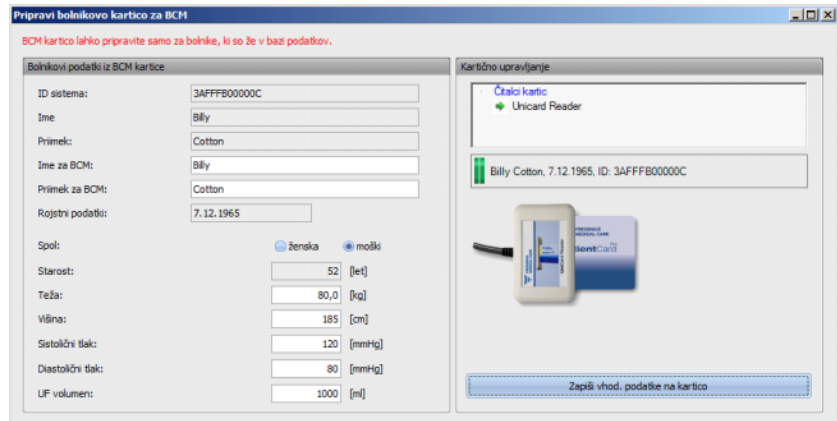 Pripravi bolnikovo kartico za BCM
BCM kartico lahko pripravite samo za bolnike, ki so že v bazi podatkov.
Bolnikovi podatki iz BCM kartice
ID sistema: 3AFFFB00000C
Ime Billy
Priimek: Cotton
Ime za BCM: Billy
Priimek za BCM: Cotton
Rojstni podatki: 7.12.1965
Spol: ženska moški
Starost: 52 [let]
Teža: 80,0 [kg]
Višina: 185 [cm]
Sistolični tlak: 120 [mmHg]
Diastolični tlak: 80 [mmHg]
UF volumen: 1000 [ml]
Kartično upravljanje
Čitalci kartic
Unicard Reader
Billy Cotton, 7.12.1965, ID: 3AFFFB00000C
FRESENIUS
MEDICAL CARE
ientCard
Zapiši vhod. podatke na kartico